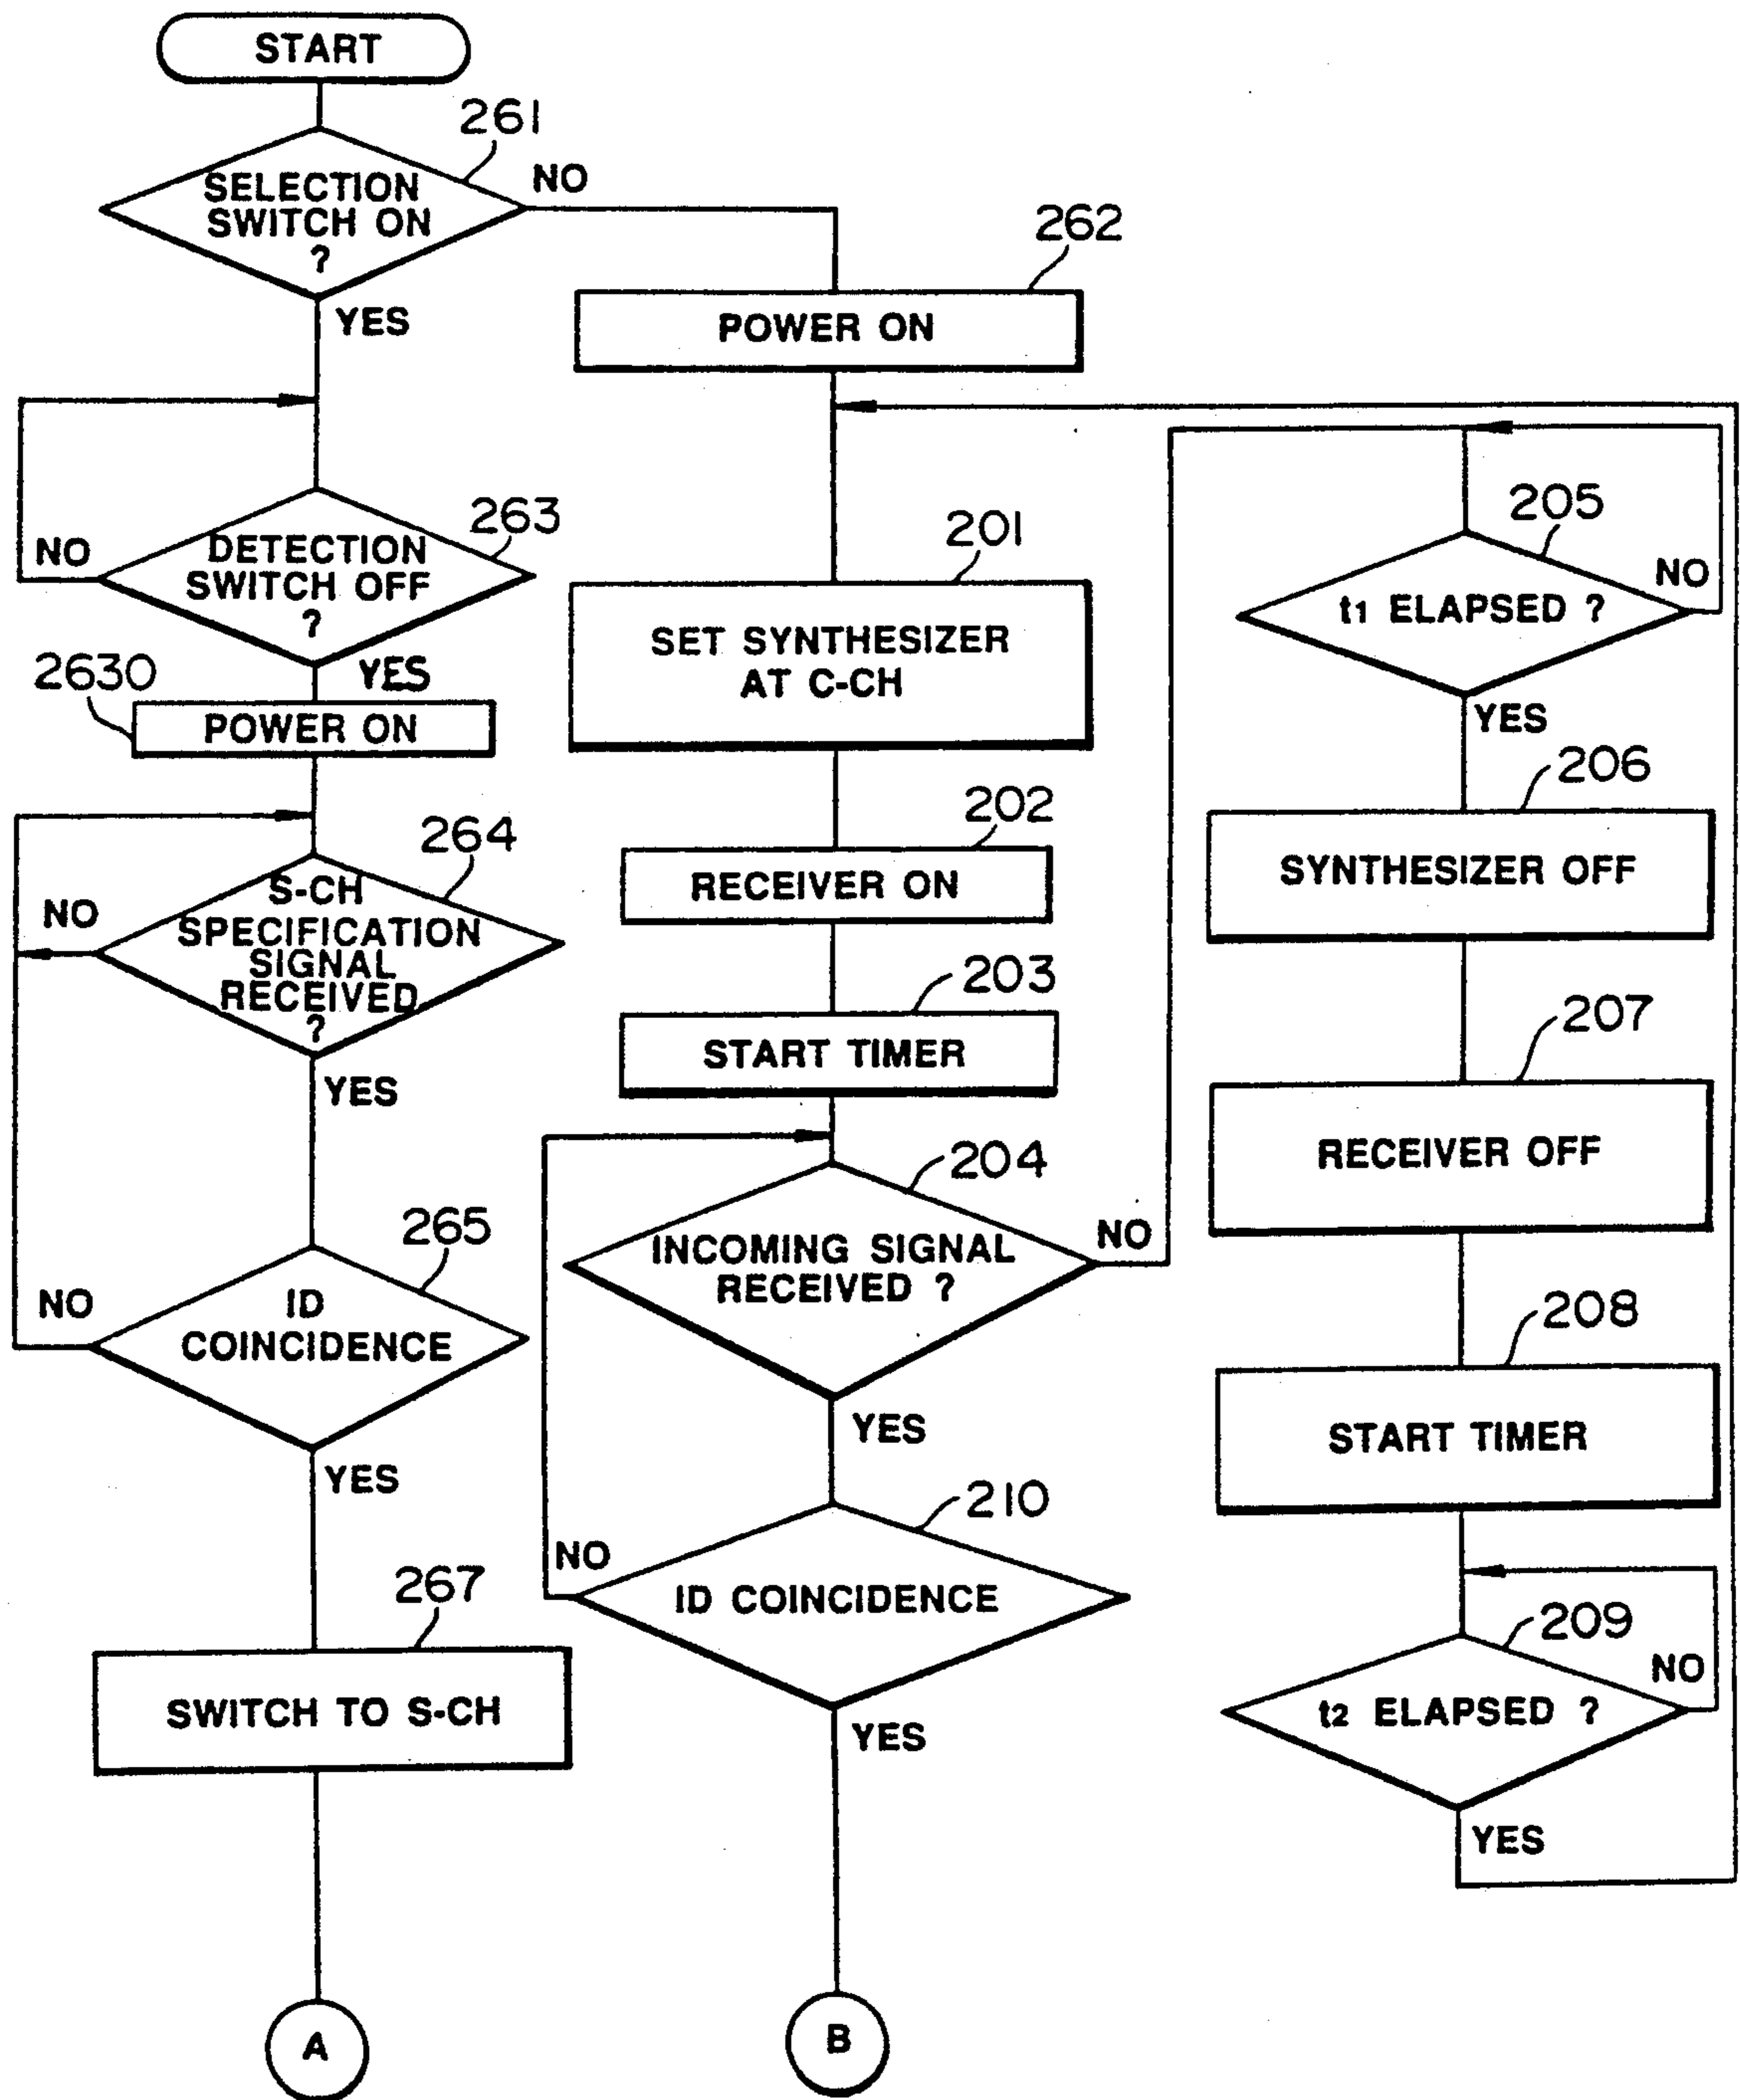 START
261
SELECTION
SWITCH ON
?
NO
YES
262
POWER ON
263
DETECTION
SWITCH OFF
?
NO
YES
2630
POWER ON
264
S-CH
SPECIFICATION
SIGNAL
RECEIVED
?
NO
YES
265
ID
COINCIDENCE
NO
YES
267
SWITCH TO S-CH
A
201
SET SYNTHESIZER
AT C-CH
202
RECEIVER ON
203
START TIMER
204
INCOMING SIGNAL
RECEIVED ?
NO
YES
210
ID COINCIDENCE
NO
YES
B
205
t1 ELAPSED ?
NO
YES
206
SYNTHESIZER OFF
207
RECEIVER OFF
208
START TIMER
209
t2 ELAPSED ?
NO
YES